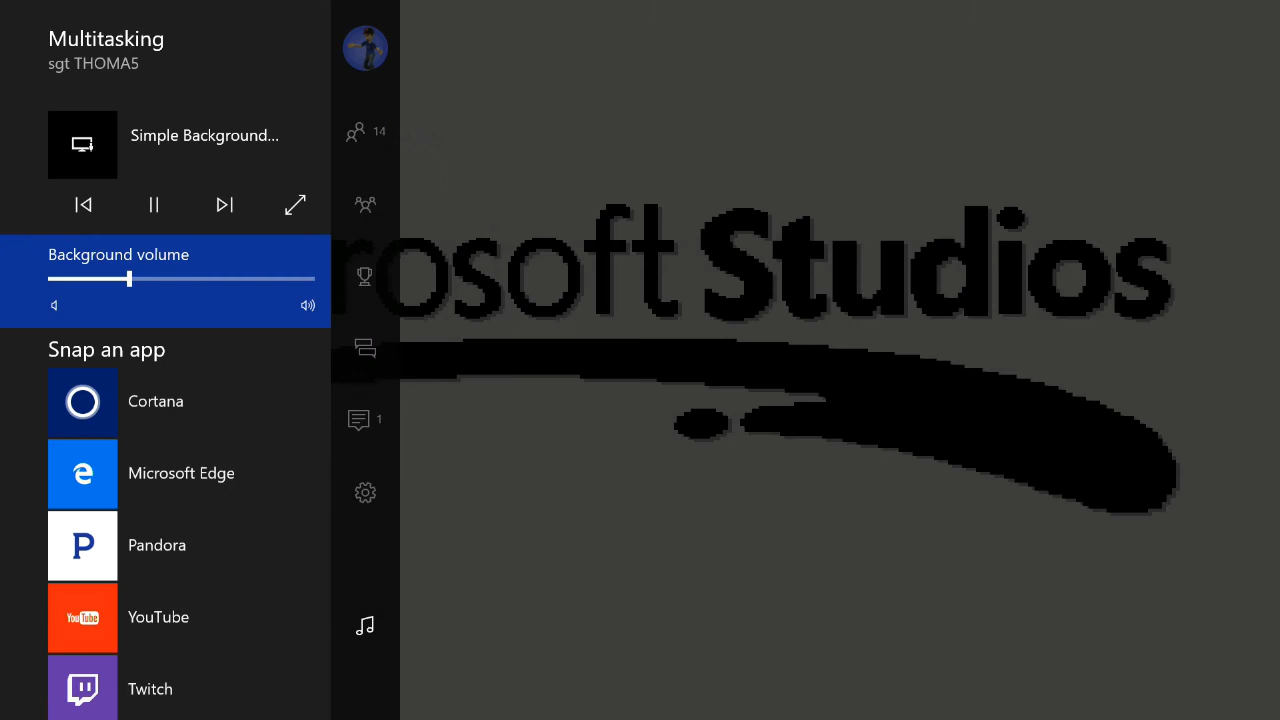 Multitasking
sgt THOMA5
Simple Background...
Background volume
Snap an app
Cortana
Microsoft Edge
P
Pandora
YouTube
YouTube
Twitch
14
1
rosoft Studios